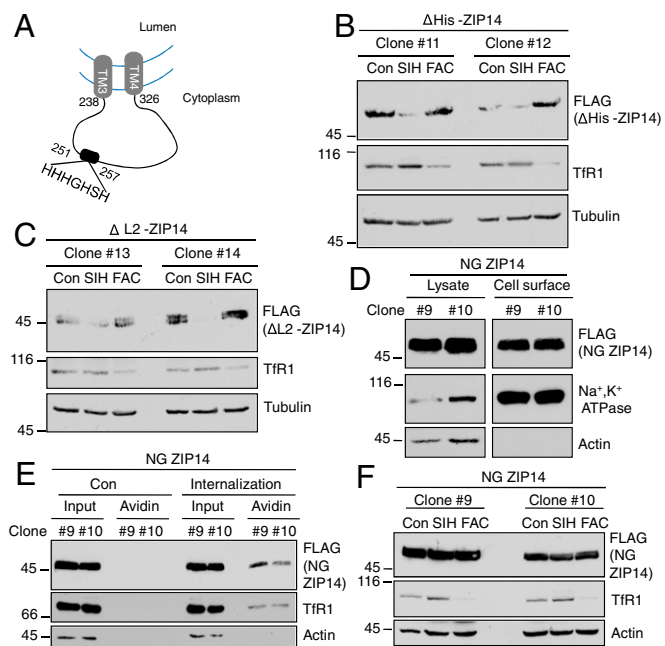 A
Lumen
TM3
TM4
238
326
Cytoplasm
251
257
HHHGHSH
B
ΔHis -ZIP14
Clone #11 Clone #12
Con SIH FAC Con SIH FAC
FLAG
(ΔHis -ZIP14)
45
116
TfR1
Tubulin
45
C
Δ L2 -ZIP14
Clone #13 Clone #14
Con SIH FAC Con SIH FAC
FLAG
(ΔL2 -ZIP14)
45
116
TfR1
Tubulin
45
D
NG ZIP14
Lysate Cell surface
Clone #9 #10 #9 #10
FLAG
(NG ZIP14)
45
116
Na⁺,K⁺
ATPase
45
Actin
E
NG ZIP14
Con Internalization
Input Avidin Input Avidin
Clone #9 #10 #9 #10 #9 #10 #9 #10
FLAG
(NG
ZIP14)
45
TfR1
66
45
Actin
F
NG ZIP14
Clone #9 Clone #10
Con SIH FAC Con SIH FAC
FLAG
(NG
ZIP14)
45
116
TfR1
45
Actin